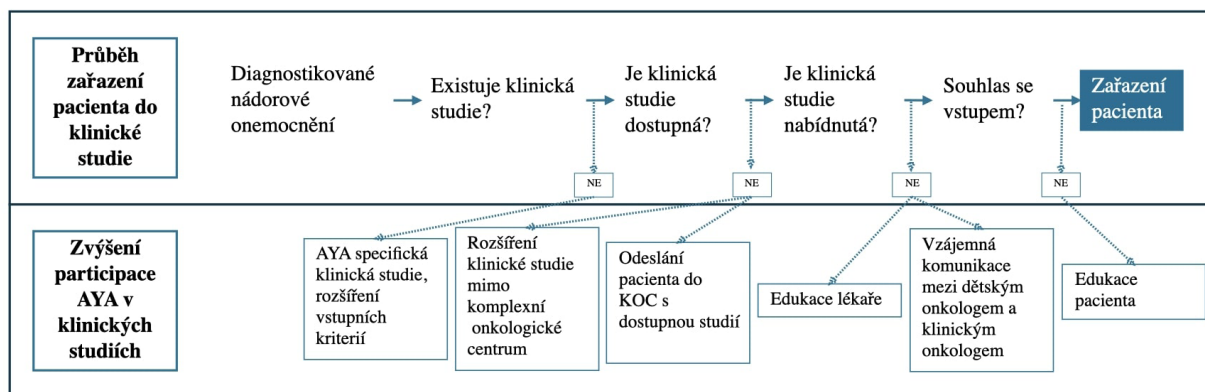 Průběh
zařazení
pacienta do
klinické
studie
Diagnostikované
nádorové
onemocnění
Existuje klinická
studie?
Je klinická
studie
dostupná?
Je klinická
studie
nabídnutá?
Souhlas se
vstupem?
Zařazení
pacienta
NE
NE
NE
NE
Zvýšení
participace
AYA v
klinických
studiích
AYA specifická
klinická studie,
rozšíření
vstupních
kriterií
Rozšíření
klinické studie
mimo
komplexní
onkologické
centrum
Odeslání
pacienta do
KOC s
dostupnou studií
Edukace lékaře
Vzájemná
komunikace
mezi dětským
onkologem a
klinickým
onkologem
Edukace
pacienta